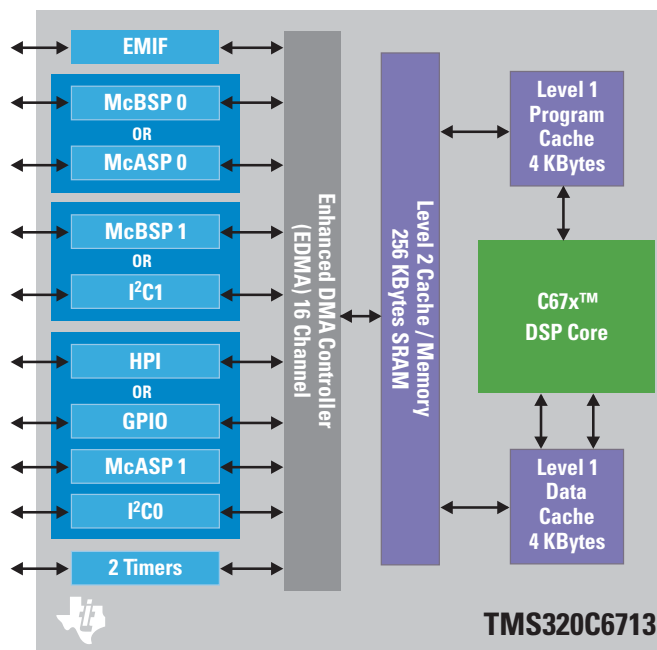 EMIF
McBSP 0
OR
McASP 0
McBSP 1
OR
I²C1
HPI
OR
GPIO
McASP 1
I²C0
2 Timers
Enhanced DMA Controller
(EDMA) 16 Channel
Level 2 Cache / Memory
256 KBytes SRAM
Level 1
Program
Cache
4 KBytes
C67x™
DSP Core
Level 1
Data
Cache
4 KBytes
TMS320C6713